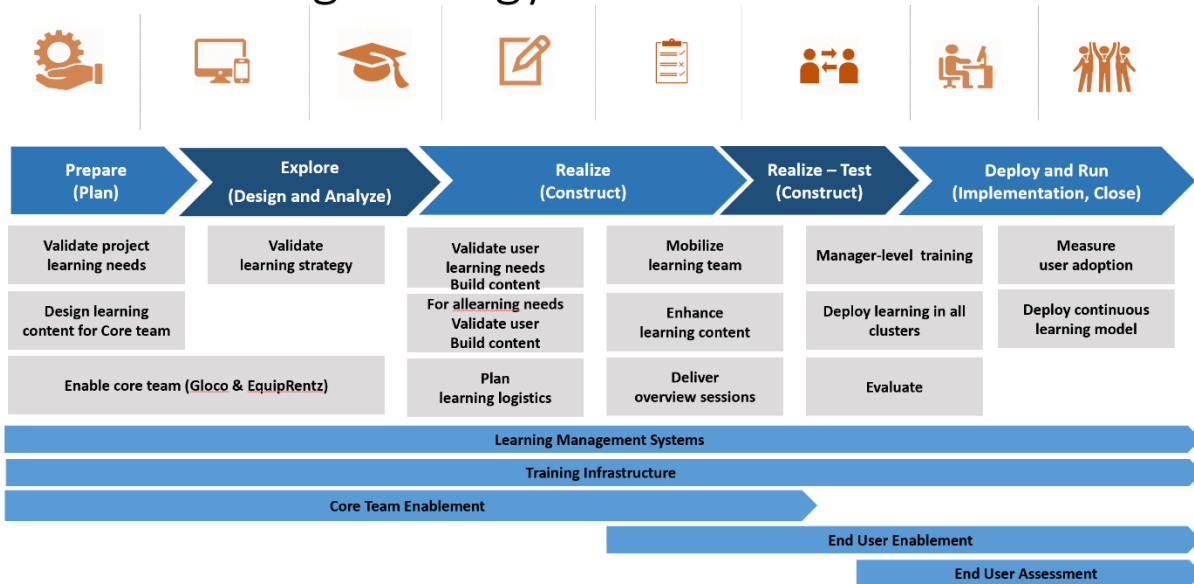 Prepare
(Plan)
Explore
(Design and Analyze)
Realize
(Construct)
Realize – Test
(Construct)
Deploy and Run
(Implementation, Close)
Validate project
learning needs
Validate
learning strategy
Validate user
learning needs
Build content
Mobilize
learning team
Manager-level training
Measure
user adoption
Design learning
content for Core team
For allearning needs
Validate user
Build content
Enhance
learning content
Deploy learning in all
clusters
Deploy continuous
learning model
Enable core team (Gloco & EquipRentz)
Plan
learning logistics
Deliver
overview sessions
Evaluate
Learning Management Systems
Training Infrastructure
Core Team Enablement
End User Enablement
End User Assessment